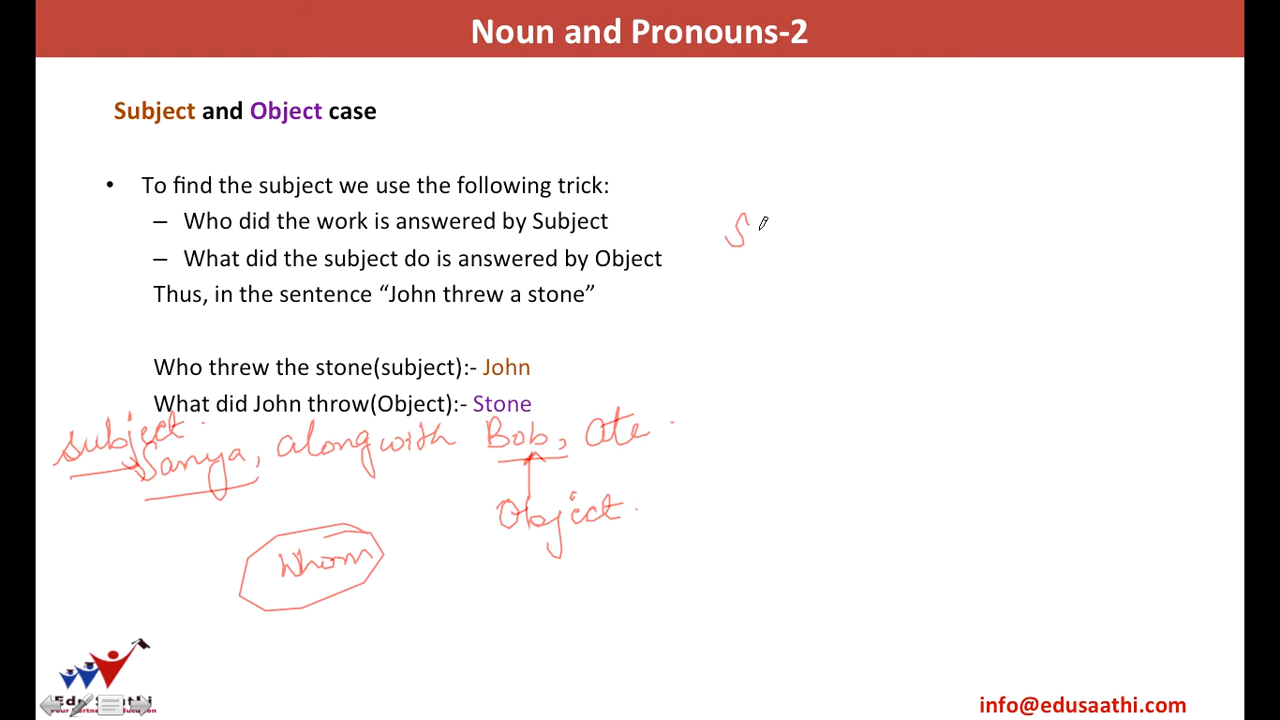 Noun and Pronouns-2
Subject and Object case
• To find the subject we use the following trick:
– Who did the work is answered by Subject
– What did the subject do is answered by Object
Thus, in the sentence “John threw a stone”
S
Who threw the stone(subject):- John
What did John throw(Object):- Stone
subject.
Sanya, along with Bob, ate.
Object.
Whom
info@edusaathi.com